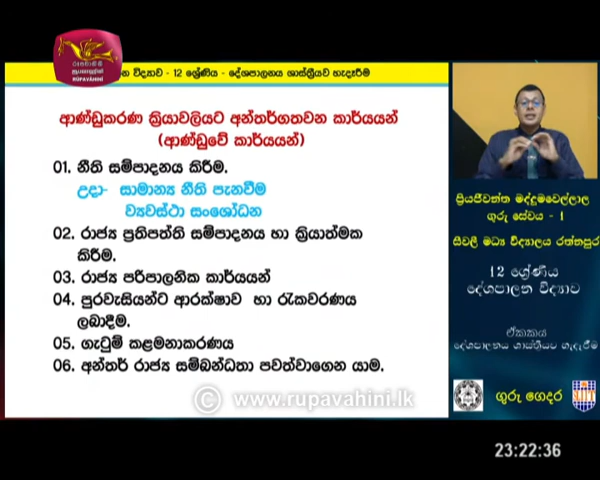 රූපවාහිනී
RUPAVAHINI
විද්‍යාව - 12 ශ්‍රේණිය - දේශපාලනය ශාස්ත්‍රීයව හැදෑරීම
ආණ්ඩුකරණ ක්‍රියාවලියට අන්තර්ගතවන කාර්යයන්
(ආණ්ඩුවේ කාර්යයන්)
01. නීති සම්පාදනය කිරීම.
උදා- සාමාන්‍ය නීති පැනවීම
ව්‍යවස්ථා සංශෝධන
02. රාජ්‍ය ප්‍රතිපත්ති සම්පාදනය හා ක්‍රියාත්මක
කිරීම.
03. රාජ්‍ය පරිපාලනික කාර්යයන්
04. පුරවැසියන්ට ආරක්ෂාව හා රැකවරණය
ලබාදීම.
05. ගැටුම් කළමනාකරණය
06. අන්තර් රාජ්‍ය සම්බන්ධතා පවත්වාගෙන යාම.
© www.rupavahini.lk
ප්‍රියජීවන්ත මද්දුමවෙල්ලාල
ගුරු සේවය - 1
සීවලී මධ්‍ය විද්‍යාලය රත්නපුර
12 ශ්‍රේණිය
දේශපාලන විද්‍යාව
ඒකකය
දේශපාලනය ශාස්ත්‍රීයව හැදෑරීම
ගුරු ගෙදර
23:22:36